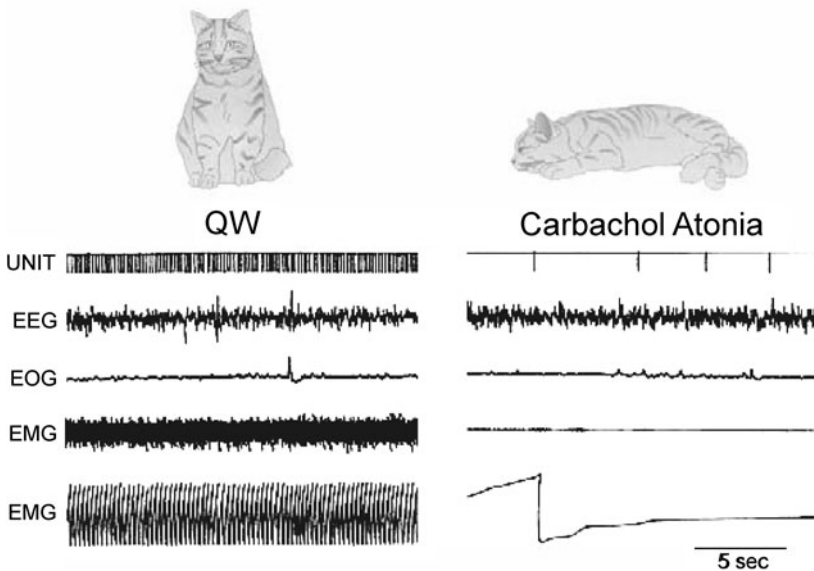 QW
Carbachol Atonia
UNIT
EEG
EOG
EMG
EMG
5 sec